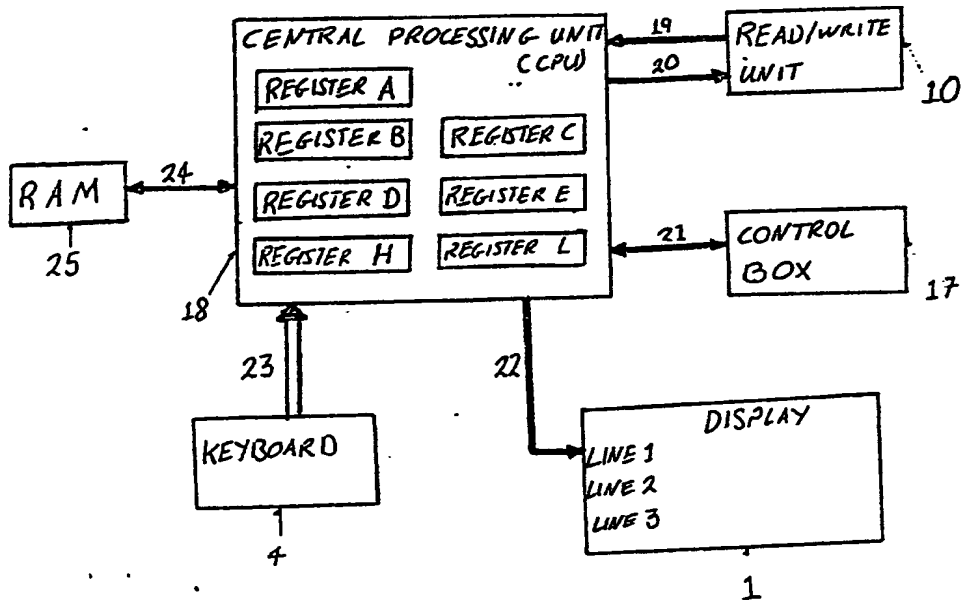 CENTRAL PROCESSING UNIT
(CPU)
REGISTER A
REGISTER B
REGISTER C
REGISTER D
REGISTER E
REGISTER H
REGISTER L
18
19
20
READ/WRITE
UNIT
10
RAM
24
25
21
CONTROL
BOX
17
23
22
KEYBOARD
4
DISPLAY
LINE 1
LINE 2
LINE 3
1